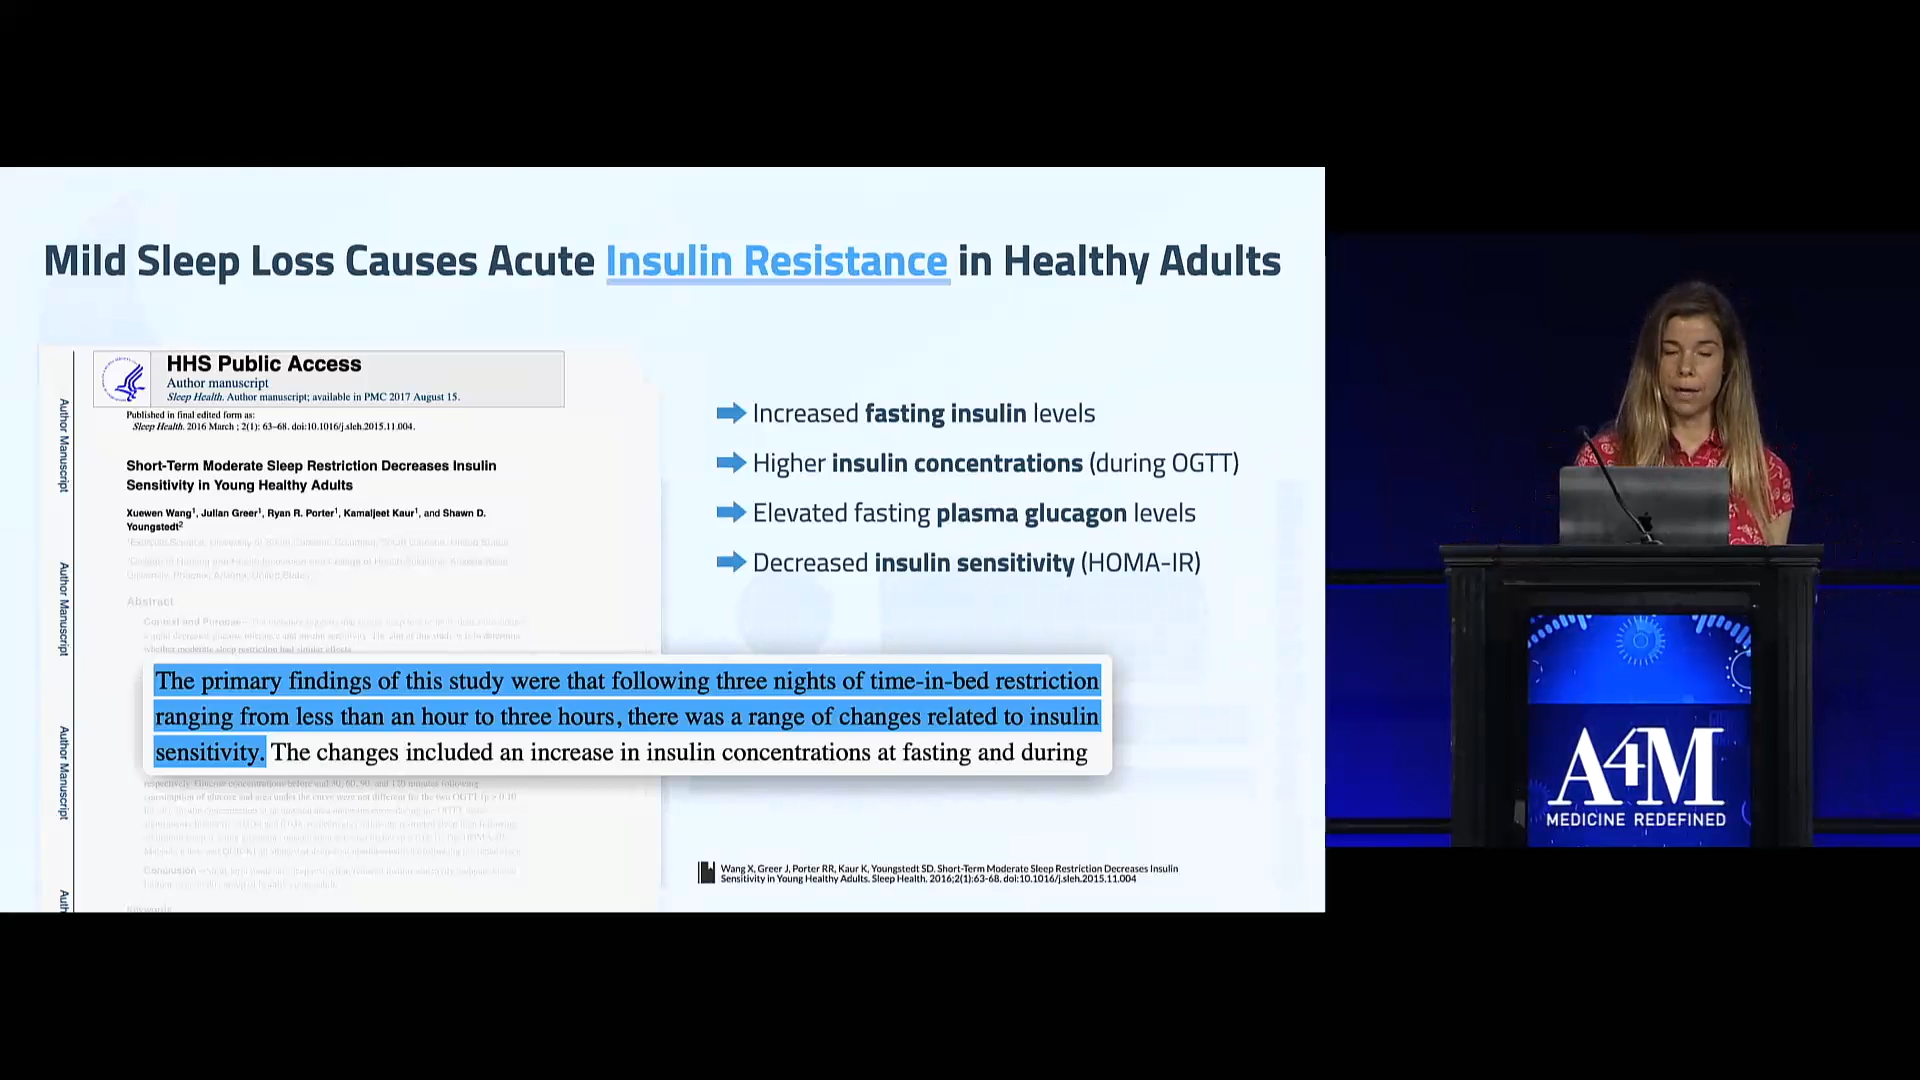 Mild Sleep Loss Causes Acute Insulin Resistance in Healthy Adults
HHS Public Access
Author manuscript
Sleep Health. Author manuscript; available in PMC 2017 August 15.
Published in final edited form as:
Sleep Health. 2016 March ; 2(1): 63–68. doi:10.1016/j.sleh.2015.11.004.
Short-Term Moderate Sleep Restriction Decreases Insulin
Sensitivity in Young Healthy Adults
Xuewen Wang1, Julian Greer1, Ryan R. Porter1, Kamaljeet Kaur1, and Shawn D.
Youngstedt2
Abstract
Author Manuscript
Author Manuscript
Author Manuscript
Auth
The primary findings of this study were that following three nights of time-in-bed restriction
ranging from less than an hour to three hours, there was a range of changes related to insulin
sensitivity. The changes included an increase in insulin concentrations at fasting and during
Keywords
Increased fasting insulin levels
Higher insulin concentrations (during OGTT)
Elevated fasting plasma glucagon levels
Decreased insulin sensitivity (HOMA-IR)
Wang X, Greer J, Porter RR, Kaur K, Youngstedt SD. Short-Term Moderate Sleep Restriction Decreases Insulin
Sensitivity in Young Healthy Adults. Sleep Health. 2016;2(1):63-68. doi:10.1016/j.sleh.2015.11.004
A4M
MEDICINE REDEFINED